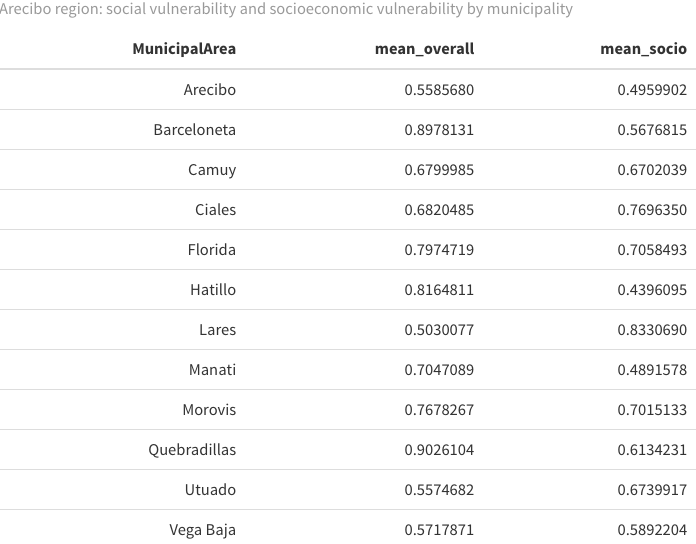 Arecibo region: social vulnerability and socioeconomic vulnerability by municipality
MunicipalArea mean_overall mean_socio
Arecibo 0.5585680 0.4959902
Barceloneta 0.8978131 0.5676815
Camuy 0.6799985 0.6702039
Ciales 0.6820485 0.7696350
Florida 0.7974719 0.7058493
Hatillo 0.8164811 0.4396095
Lares 0.5030077 0.8330690
Manati 0.7047089 0.4891578
Morovis 0.7678267 0.7015133
Quebradillas 0.9026104 0.6134231
Utuado 0.5574682 0.6739917
Vega Baja 0.5717871 0.5892204